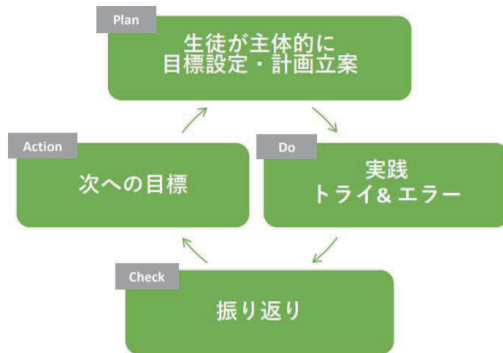 Plan
生徒が主体的に
目標設定・計画立案
Action
次への目標
Do
実践
トライ& エラー
Check
振り返り